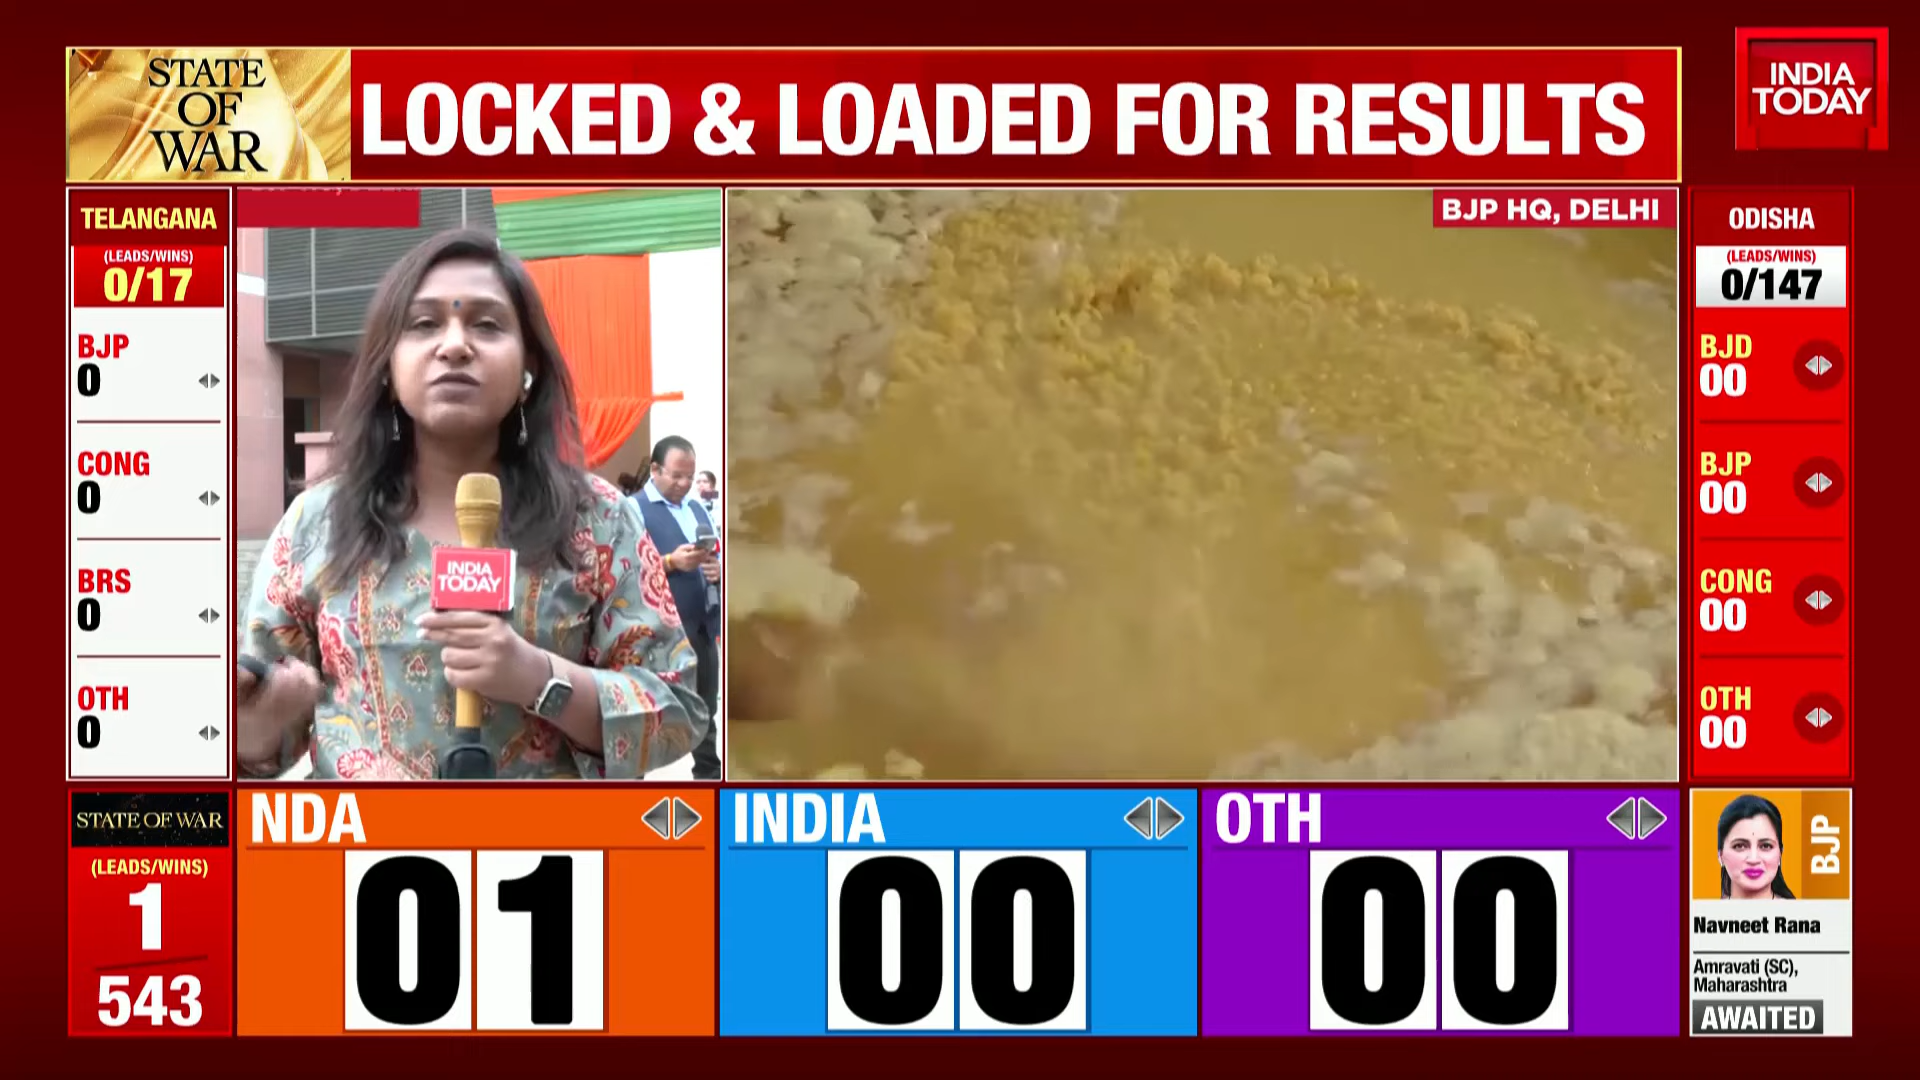 STATE
OF
WAR
LOCKED & LOADED FOR RESULTS
INDIA
TODAY
TELANGANA
(LEADS/WINS)
0/17
BJP
0
CONG
0
BRS
0
OTH
0
INDIA
TODAY
BJP HQ, DELHI
ODISHA
(LEADS/WINS)
0/147
BJD
00
BJP
00
CONG
00
OTH
00
STATE OF WAR
(LEADS/WINS)
1
543
NDA
01
INDIA
00
OTH
00
BJP
Navneet Rana
Amravati (SC),
Maharashtra
AWAITED